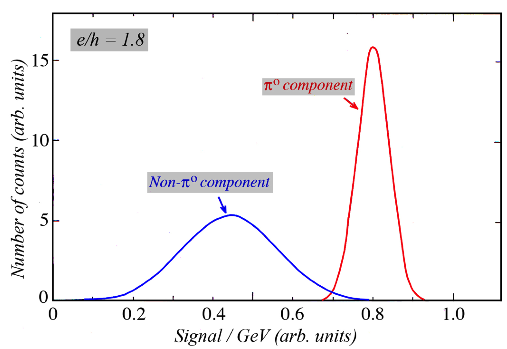 e/h = 1.8
π⁰ component
Non-π⁰ component
Number of counts (arb. units)
15
10
5
0
0 0.2 0.4 0.6 0.8 1.0
Signal / GeV (arb. units)